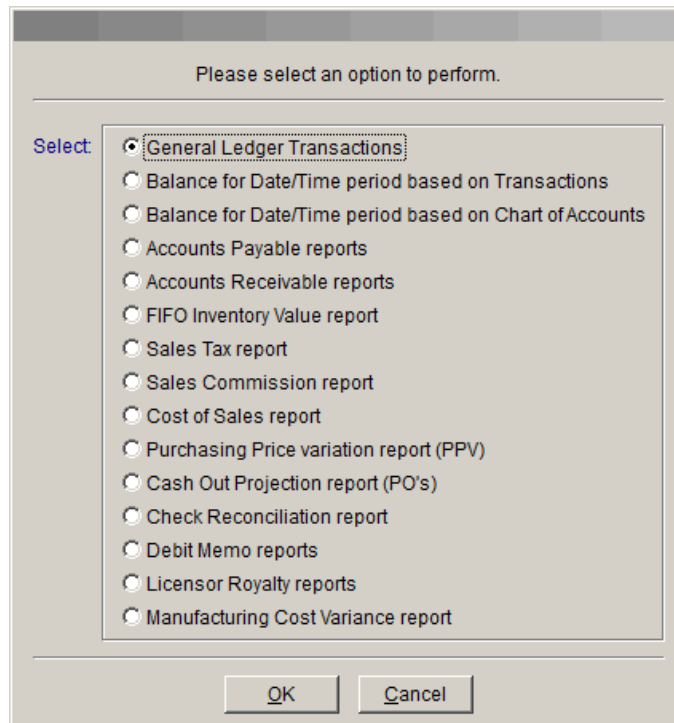 Please select an option to perform.
Select:
General Ledger Transactions
Balance for Date/Time period based on Transactions
Balance for Date/Time period based on Chart of Accounts
Accounts Payable reports
Accounts Receivable reports
FIFO Inventory Value report
Sales Tax report
Sales Commission report
Cost of Sales report
Purchasing Price variation report (PPV)
Cash Out Projection report (PO's)
Check Reconciliation report
Debit Memo reports
Licensor Royalty reports
Manufacturing Cost Variance report
OK
Cancel